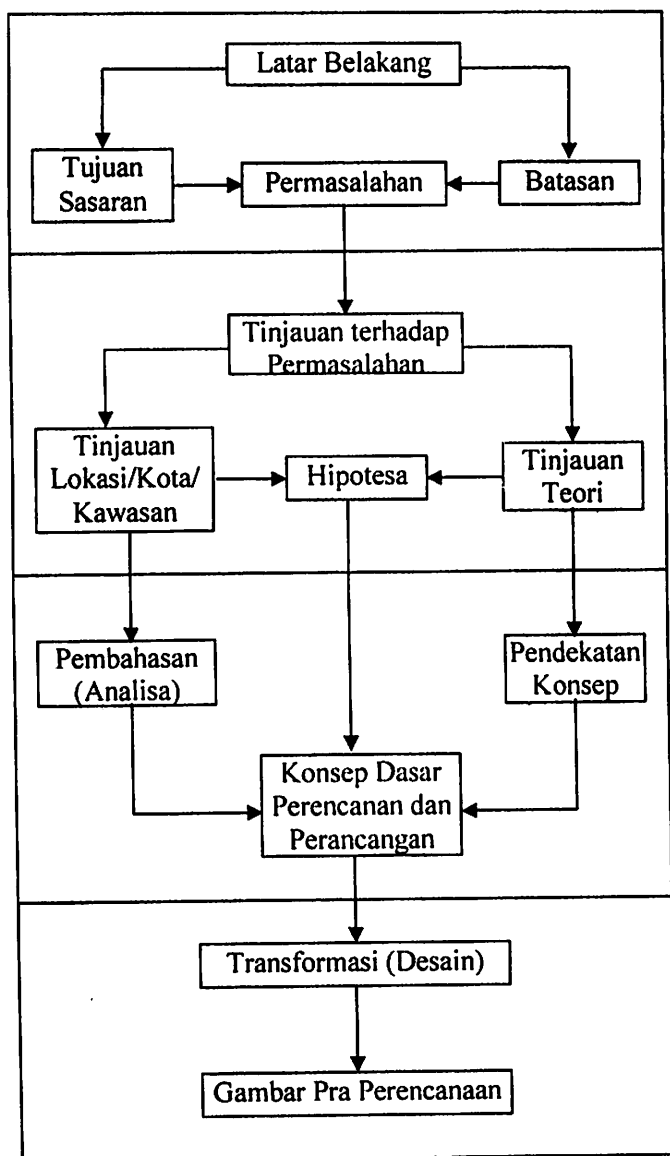 Latar Belakang
Tujuan
Sasaran
Permasalahan
Batasan
Tinjauan terhadap
Permasalahan
Tinjauan
Lokasi/Kota/
Kawasan
Hipotesa
Tinjauan
Teori
Pembahasan
(Analisa)
Pendekatan
Konsep
Konsep Dasar
Perencanan dan
Perancangan
Transformasi (Desain)
Gambar Pra Perencanaan